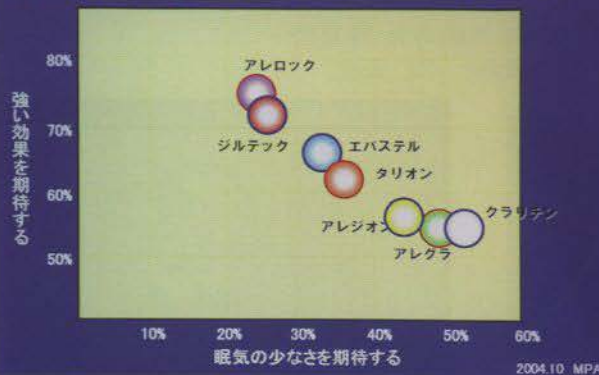 80%
70%
60%
50%
強い効果を期待する
アレロック
ジルテック
エバステル
タリオン
アレジオン
アレグラ
クラリテン
10% 20% 30% 40% 50% 60%
眠気の少なさを期待する
2004.10 MPA